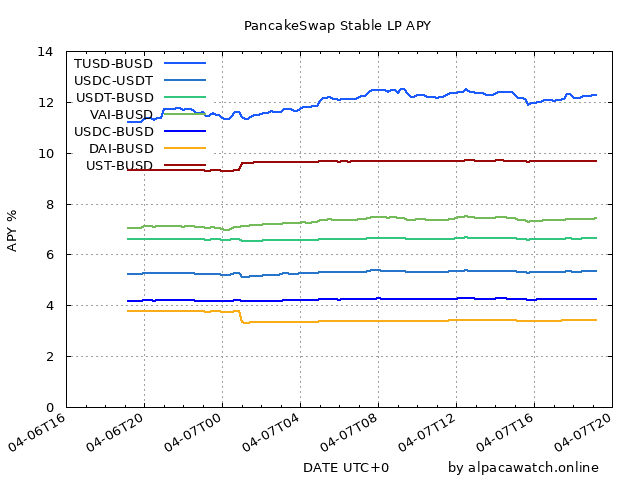 PancakeSwap Stable LP APY
14
12
10
8
6
4
2
0
APY %
TUSD-BUSD
USDC-USDT
USDT-BUSD
VAI-BUSD
USDC-BUSD
DAI-BUSD
UST-BUSD
04-06T16
04-06T20
04-07T00
04-07T04
04-07T08
04-07T12
04-07T16
04-07T20
DATE UTC+0
by alpacawatch.online